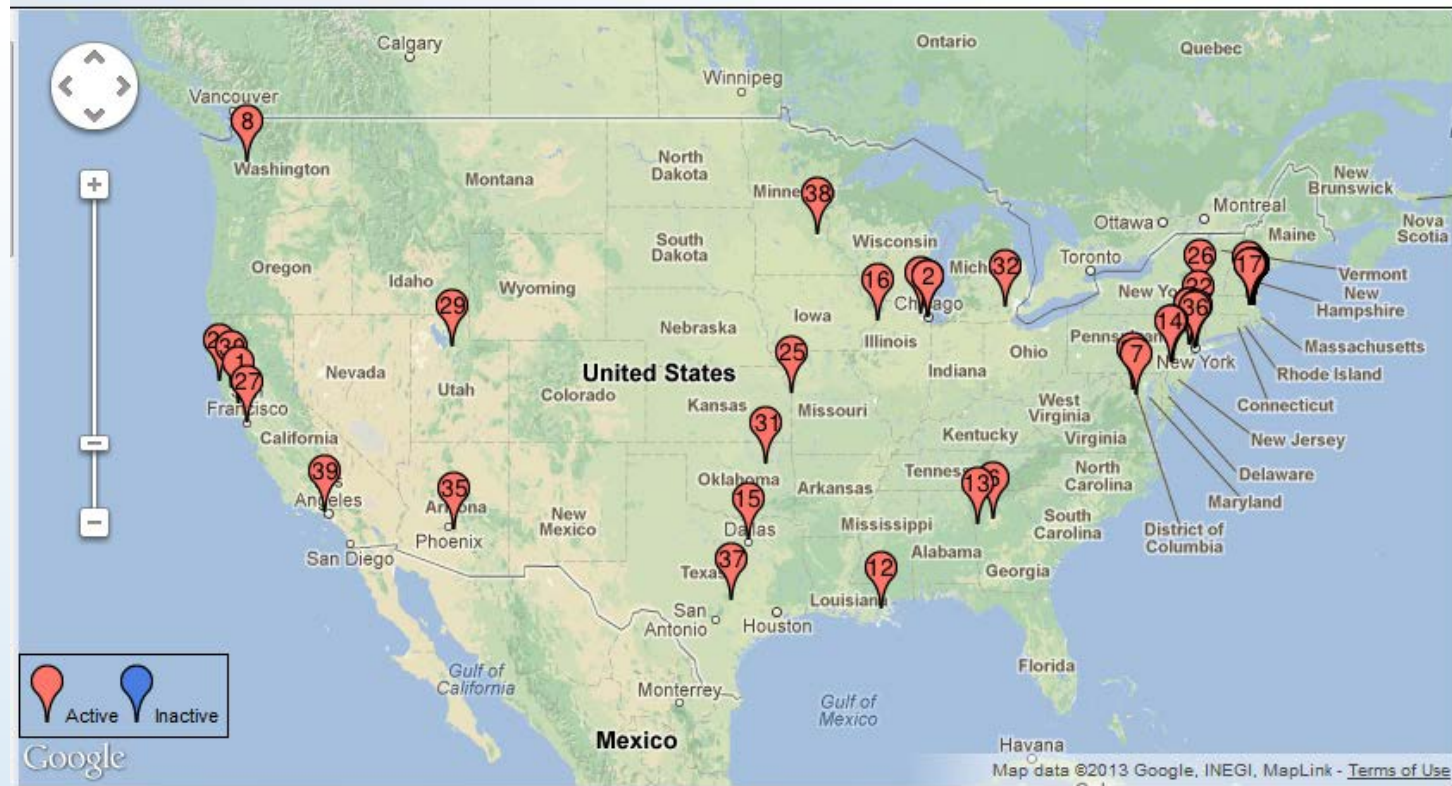 Calgary
Ontario
Quebec
Winnipeg
Vancouver
8
Washington
North
Dakota
Montana
Minne
38
New
Brunswick
Ottawa
Montreal
Nova
Scotia
Maine
South
Dakota
Wisconsin
Oregon
Idaho
Wyoming
16
2
Mich
32
Toronto
26
17
Vermont
New Yo
22
New
Hampshire
29
Nebraska
Iowa
Chicago
Illinois
14
36
Massachusetts
Pennsylvan
New York
Rhode Island
25
7
Ohio
Indiana
United States
Nevada
Utah
Colorado
Kansas
Missouri
West
Virginia
Connecticut
1
27
Francisco
California
31
Kentucky
Virginia
New Jersey
39
Angeles
35
Arizona
Phoenix
New
Mexico
Oklahoma
15
Dallas
Arkansas
Tennes
13
6
North
Carolina
Delaware
Maryland
Mississippi
South
Carolina
District of
Columbia
San Diego
Alabama
Georgia
37
Texas
12
Louisiana
San
Antonio
Houston
Florida
Gulf of
California
Monterrey
Gulf of
Mexico
Active
Inactive
Mexico
Havana
Google
Map data ©2013 Google, INEGI, MapLink - Terms of Use